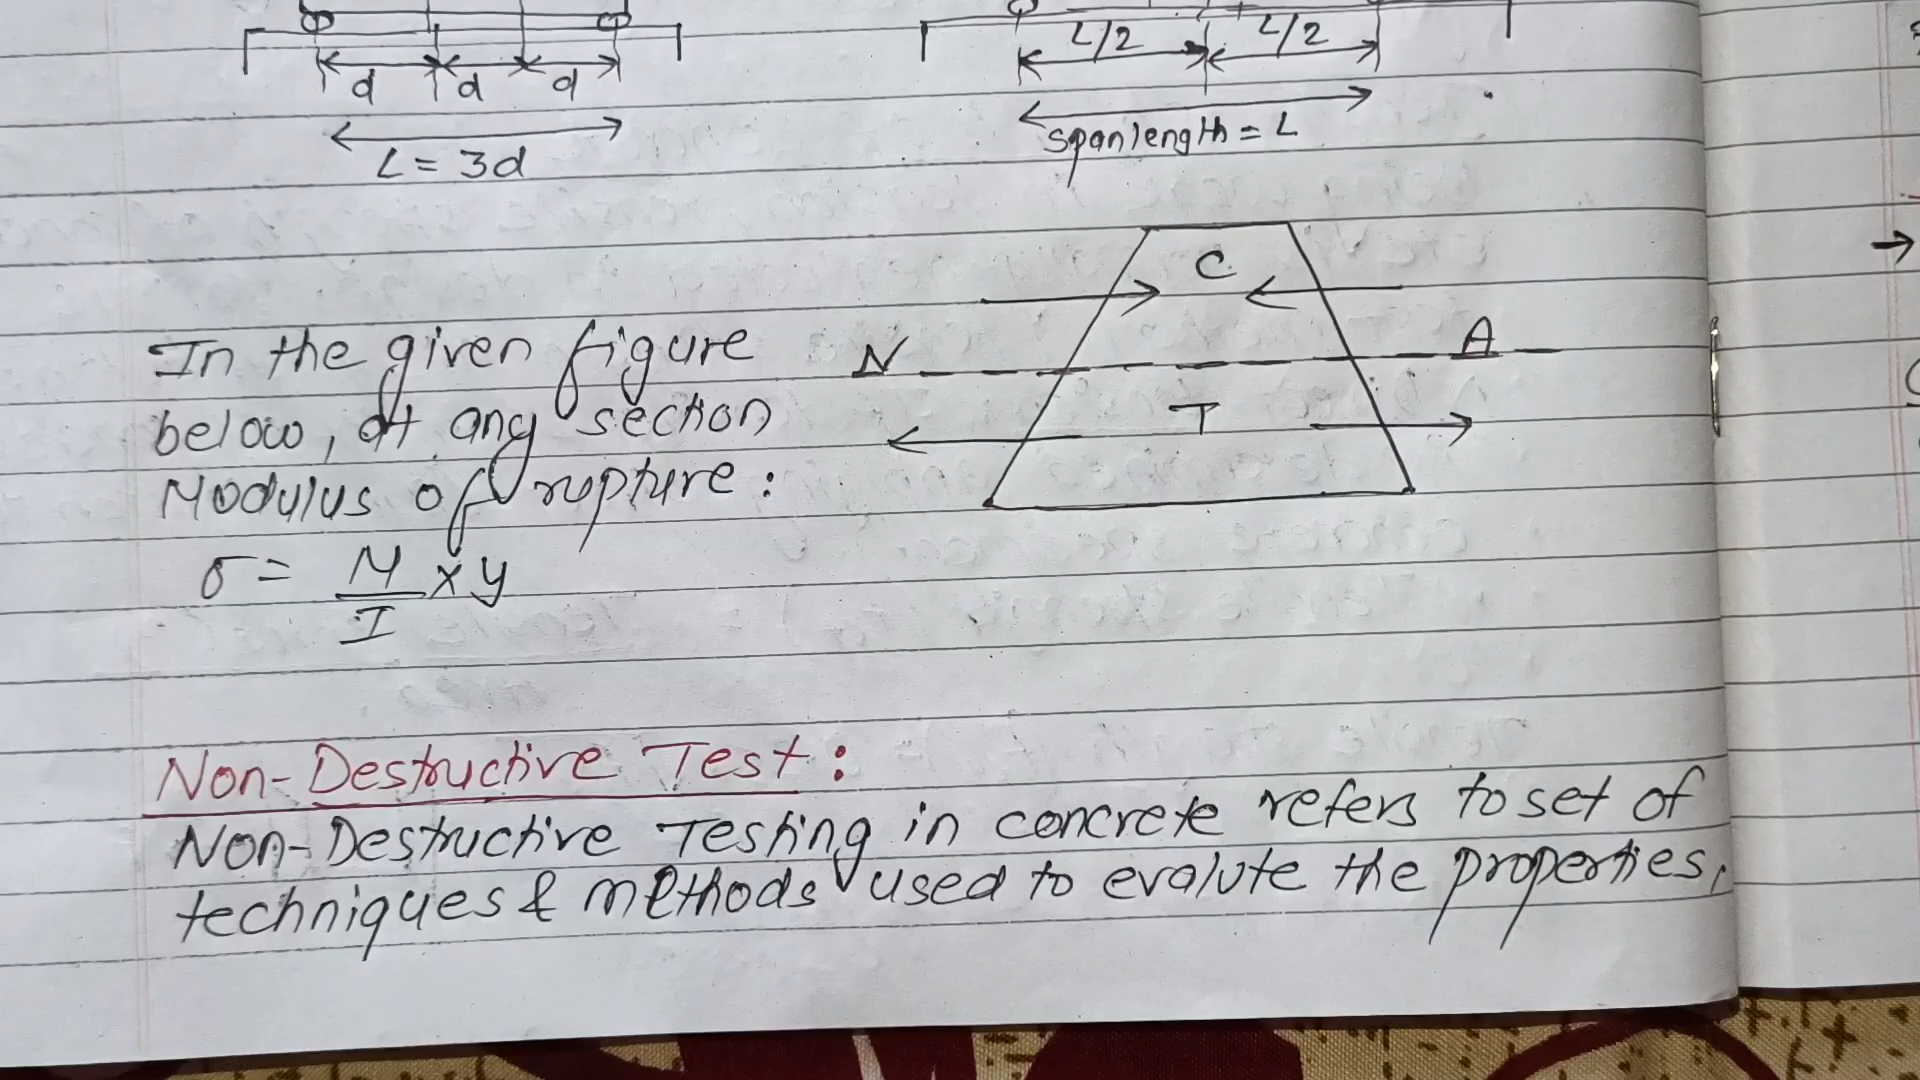 d d d
L = 3d
L/2 L/2
span length = L
C
N A
T
In the given figure
below, at any section
Modulus of rupture :
σ = M/I × y
Non-Destructive Test :
Non-Destructive Testing in concrete refers to set of
techniques & methods used to evalute the properties,